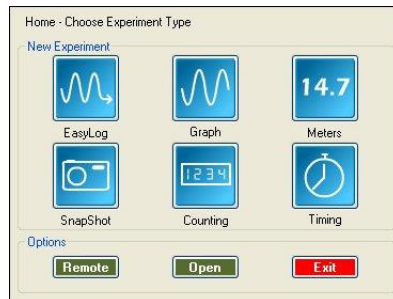 Home - Choose Experiment Type
New Experiment
14.7
EasyLog Graph Meters
1234
SnapShot Counting Timing
Options
Remote Open Exit